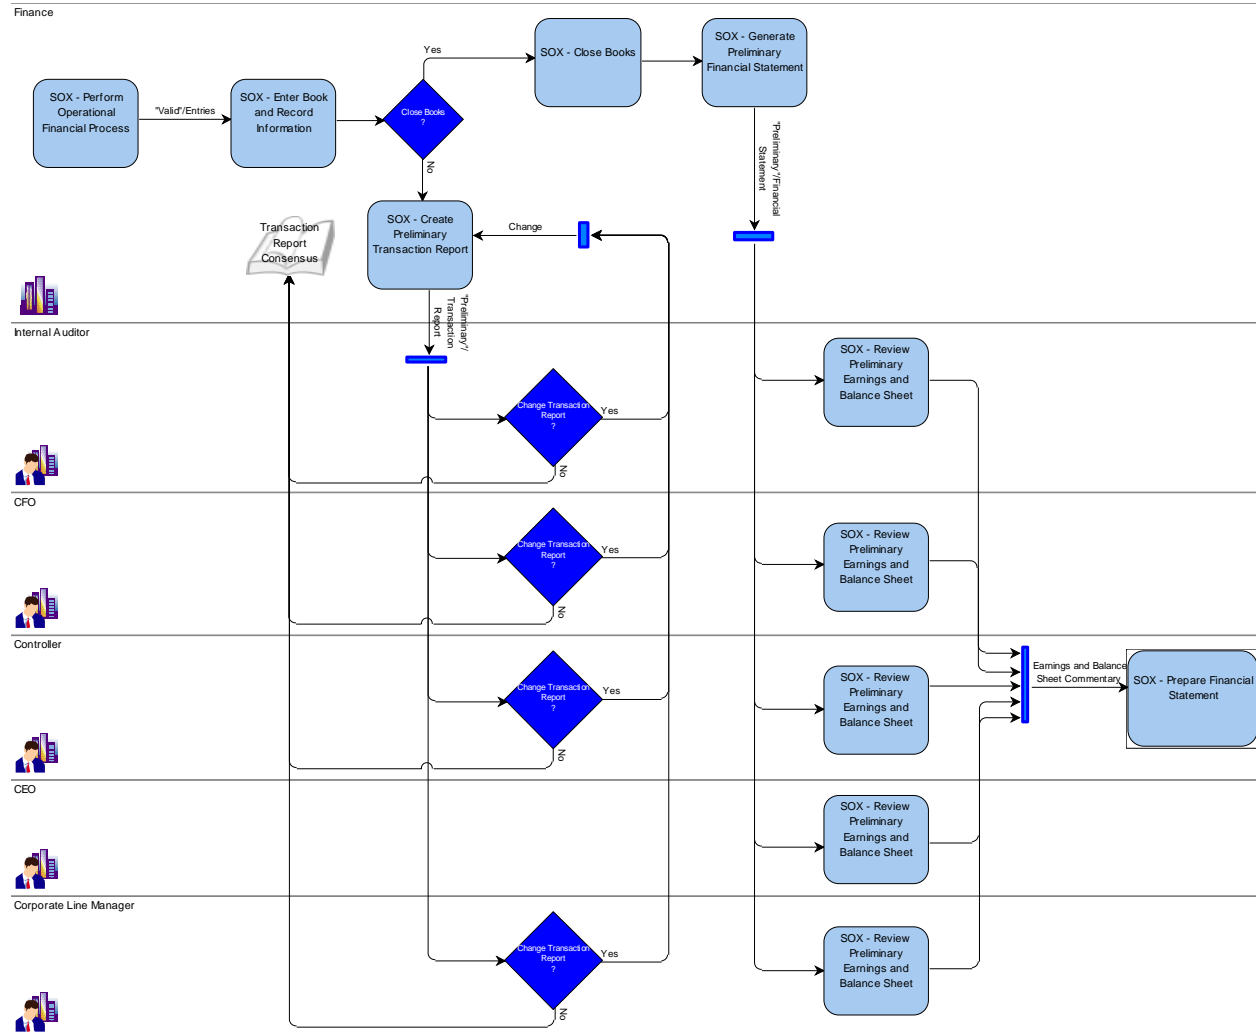 Finance
Yes
SOX - Close Books
SOX - Generate
Preliminary
Financial Statement
SOX - Perform
Operational
Financial Process
"Valid"/Entries
SOX - Enter Book
and Record
Information
Close Books
?
No
"Preliminary"/Financial
Statement
Transaction
Report
Consensus
SOX - Create
Preliminary
Transaction Report
Change
"Preliminary"/
Transaction
Report
Internal Auditor
Change Transaction
Report
?
Yes
No
SOX - Review
Preliminary
Earnings and
Balance Sheet
CFO
Change Transaction
Report
?
Yes
No
SOX - Review
Preliminary
Earnings and
Balance Sheet
Controller
Change Transaction
Report
?
Yes
No
SOX - Review
Preliminary
Earnings and
Balance Sheet
Earnings and Balance
Sheet Commentary
SOX - Prepare Financial
Statement
CEO
SOX - Review
Preliminary
Earnings and
Balance Sheet
Corporate Line Manager
Change Transaction
Report
?
Yes
No
SOX - Review
Preliminary
Earnings and
Balance Sheet